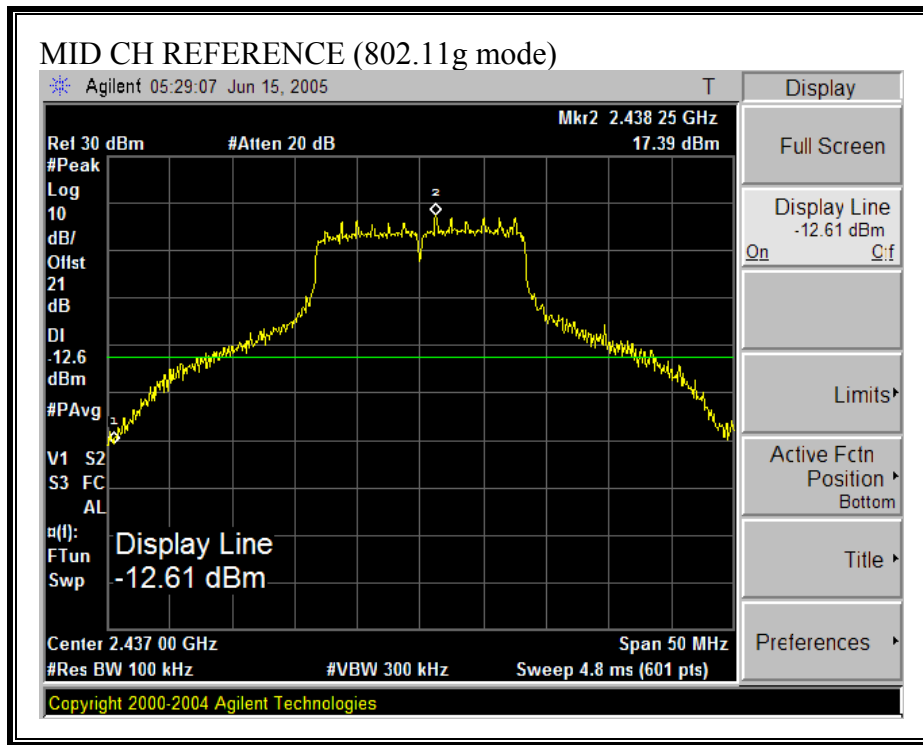 MID CH REFERENCE (802.11g mode)
Agilent 05:29:07 Jun 15, 2005 T
Mkr2 2.438 25 GHz
Ref 30 dBm #Atten 20 dB 17.39 dBm
#Peak
Log
10
dB/
Offst
21
dB
DI
-12.6
dBm
#PAvg
V1 S2
S3 FC
AL
¤(f):
FTun
Swp
2
1
Display Line
-12.61 dBm
Center 2.437 00 GHz Span 50 MHz
#Res BW 100 kHz #VBW 300 kHz Sweep 4.8 ms (601 pts)
Copyright 2000-2004 Agilent Technologies
Display
Full Screen
Display Line
-12.61 dBm
On Off
Limits
Active Fctn
Position
Bottom
Title
Preferences